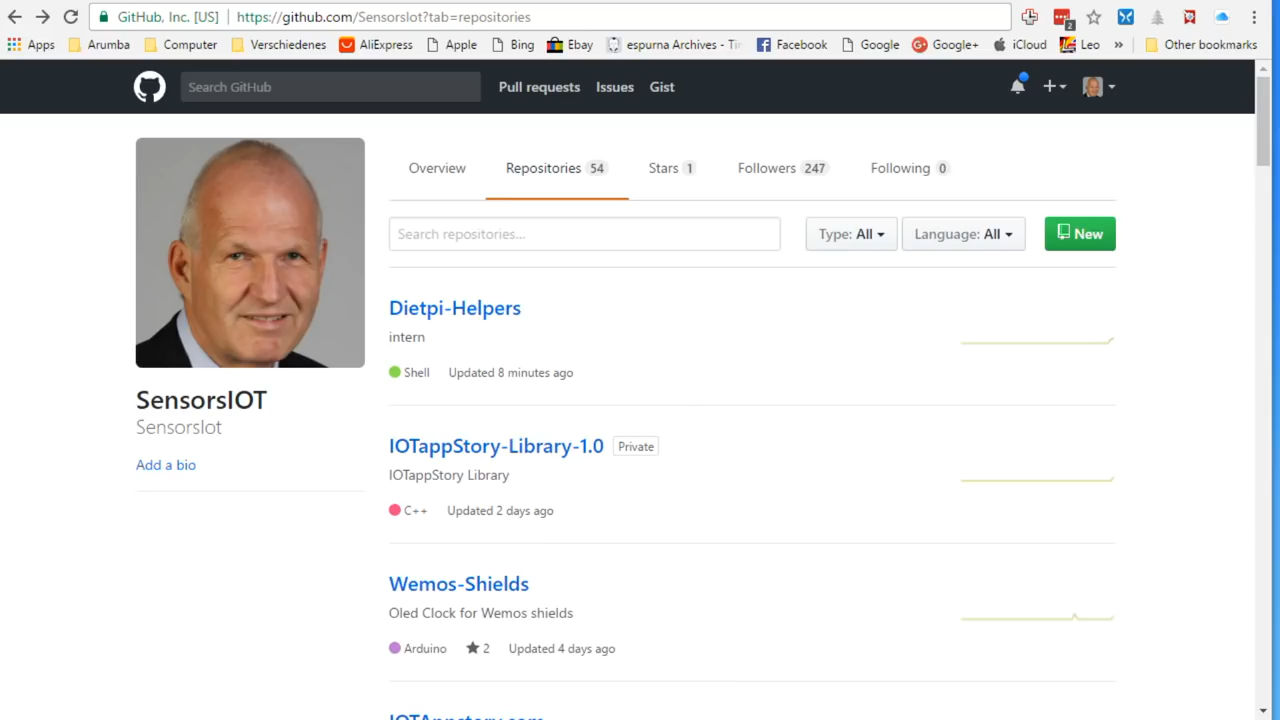 GitHub, Inc. [US] | https://github.com/SensorsIot?tab=repositories
2
Apps Arumba Computer Verschiedenes AliExpress Apple Bing Ebay espurna Archives - Facebook Google Google+ iCloud Leo » Other bookmarks
Search GitHub Pull requests Issues Gist
Overview Repositories 54 Stars 1 Followers 247 Following 0
Search repositories... Type: All Language: All New
Dietpi-Helpers
intern
Shell Updated 8 minutes ago
SensorsIOT
SensorsIot
Add a bio
IOTappStory-Library-1.0 Private
IOTappStory Library
C++ Updated 2 days ago
Wemos-Shields
Oled Clock for Wemos shields
Arduino 2 Updated 4 days ago
IOTAppstory.com